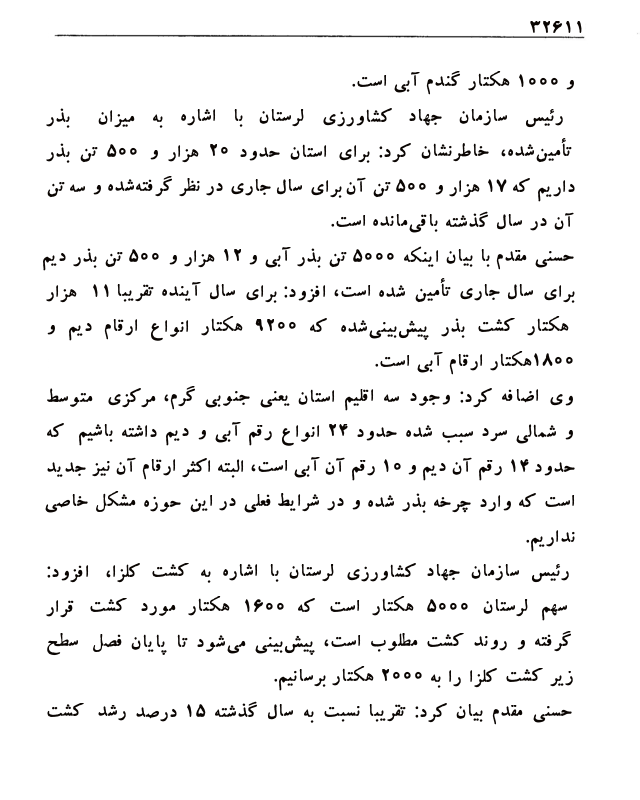 ۳۲۶۱۱
و ۱۰۰۰ هکتار گندم آبی است.
رئیس سازمان جهاد کشاورزی لرستان با اشاره به میزان بذر
تأمین‌شده، خاطرنشان کرد: برای استان حدود ۲۰ هزار و ۵۰۰ تن بذر
داریم که ۱۷ هزار و ۵۰۰ تن آن برای سال جاری در نظر گرفته‌شده و سه تن
آن در سال گذشته باقی‌مانده است.
حسنی مقدم با بیان اینکه ۵۰۰۰ تن بذر آبی و ۱۲ هزار و ۵۰۰ تن بذر دیم
برای سال جاری تأمین شده است، افزود: برای سال آینده تقریبا ۱۱ هزار
هکتار کشت بذر پیش‌بینی‌شده که ۹۲۰۰ هکتار انواع ارقام دیم و
۱۸۰۰هکتار ارقام آبی است.
وی اضافه کرد: وجود سه اقلیم استان یعنی جنوبی گرم، مرکزی متوسط
و شمالی سرد سبب شده حدود ۲۴ انواع رقم آبی و دیم داشته باشیم که
حدود ۱۴ رقم آن دیم و ۱۰ رقم آن آبی است، البته اکثر ارقام آن نیز جدید
است که وارد چرخه بذر شده و در شرایط فعلی در این حوزه مشکل خاصی
نداریم.
رئیس سازمان جهاد کشاورزی لرستان با اشاره به کشت کلزا، افزود:
سهم لرستان ۵۰۰۰ هکتار است که ۱۶۰۰ هکتار مورد کشت قرار
گرفته و روند کشت مطلوب است، پیش‌بینی می‌شود تا پایان فصل سطح
زیر کشت کلزا را به ۲۰۰۰ هکتار برسانیم.
حسنی مقدم بیان کرد: تقریبا نسبت به سال گذشته ۱۵ درصد رشد کشت